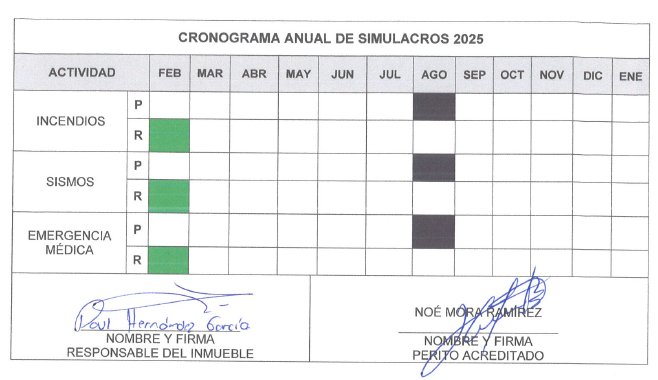 CRONOGRAMA ANUAL DE SIMULACROS 2025
ACTIVIDAD FEB MAR ABR MAY JUN JUL AGO SEP OCT NOV DIC ENE
INCENDIOS P
R
SISMOS P
R
EMERGENCIA MÉDICA P
R
Raul Hernández García
NOMBRE Y FIRMA
RESPONSABLE DEL INMUEBLE
NOÉ MORA RAMÍREZ
NOMBRE Y FIRMA
PERITO ACREDITADO